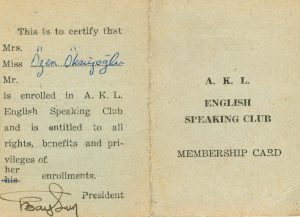 This is to certify that
Mrs.
Miss Özen Öksüzoğlu
Mr.
is enrolled in A. K. L.
English Speaking Club
and is entitled to all
rights, benefits and pri-
vileges of.
her
his enrollments.
President
A. K. L.
ENGLISH
SPEAKING CLUB
MEMBERSHIP CARD